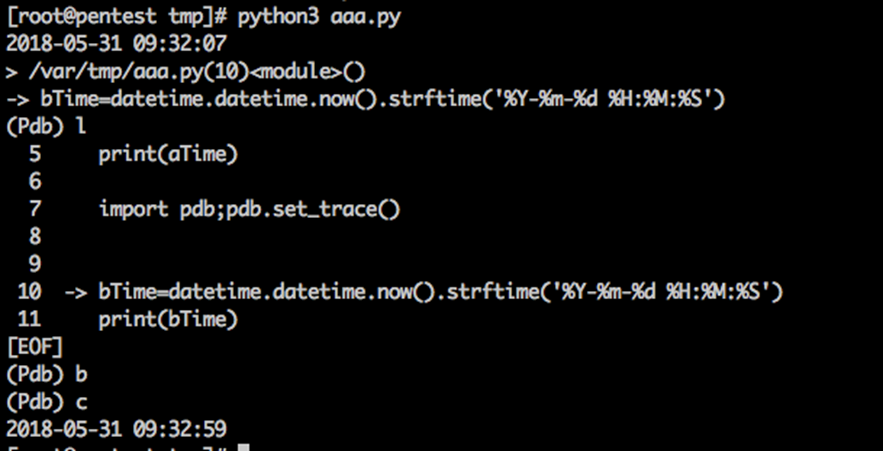 [root@pentest tmp]# python3 aaa.py
2018-05-31 09:32:07
> /var/tmp/aaa.py(10)<module>()
-> bTime=datetime.datetime.now().strftime('%Y-%m-%d %H:%M:%S')
(Pdb) l
  5     print(aTime)
  6
  7     import pdb;pdb.set_trace()
  8
  9
 10  -> bTime=datetime.datetime.now().strftime('%Y-%m-%d %H:%M:%S')
 11     print(bTime)
[EOF]
(Pdb) b
(Pdb) c
2018-05-31 09:32:59